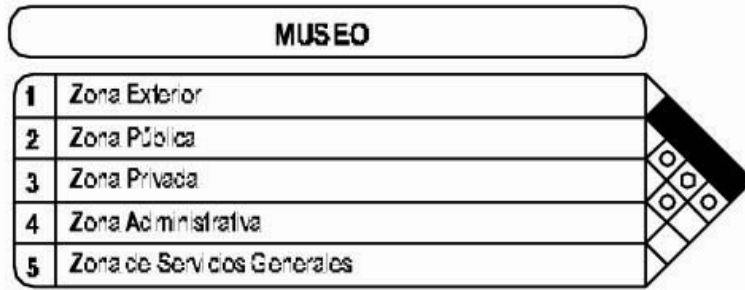 MUSEO
1 Zona Exterior
2 Zona Pública
3 Zona Privada
4 Zona Administrativa
5 Zona de Servicios Generales